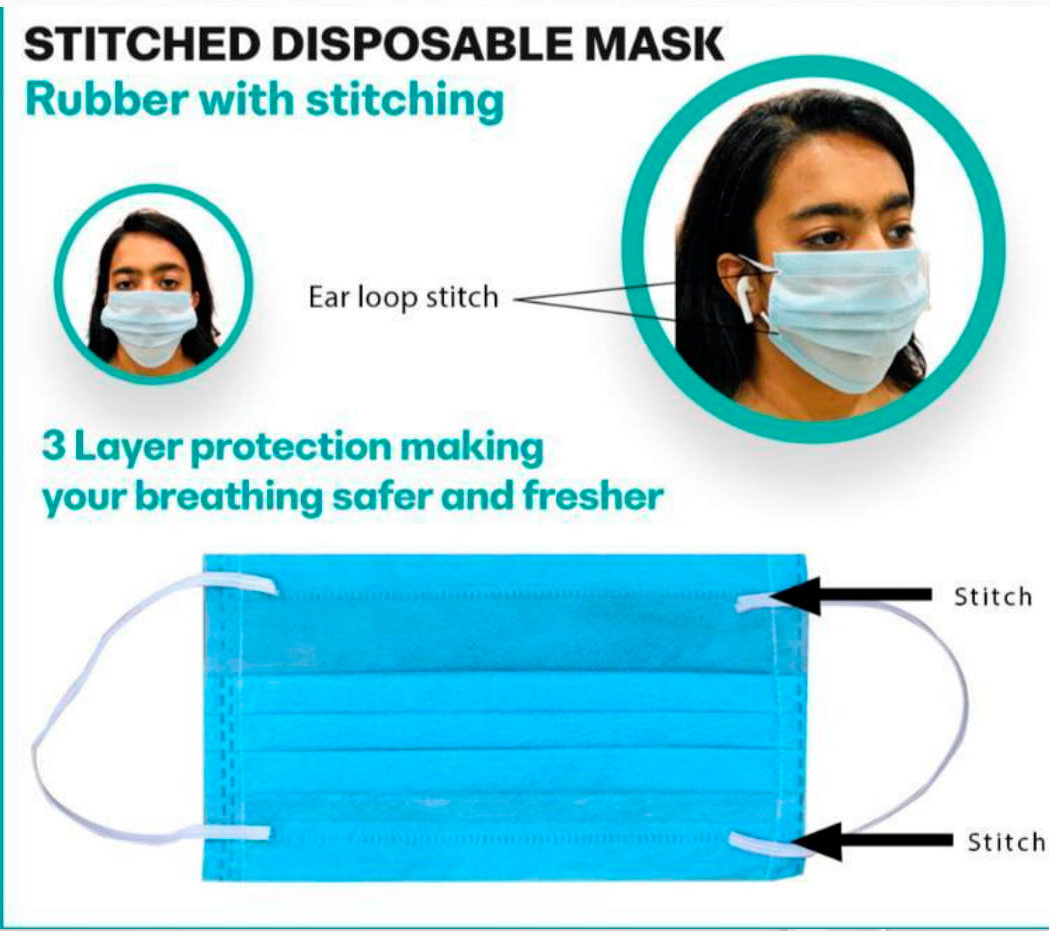 STITCHED DISPOSABLE MASK
Rubber with stitching
Ear loop stitch
3 Layer protection making
your breathing safer and fresher
Stitch
Stitch